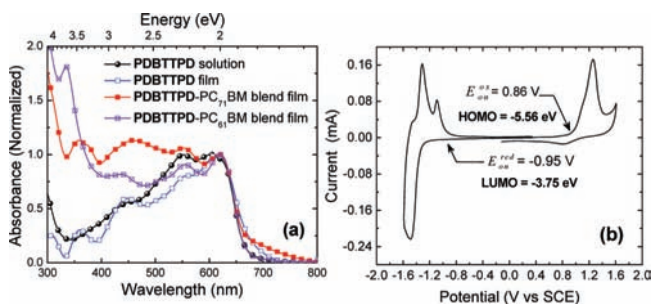 Energy (eV)
4 3.5 3 2.5 2
2.0
1.5
1.0
0.5
0.0
Absorbance (Normalized)
PDBTTPD solution
PDBTTPD film
PDBTTPD-PC71BM blend film
PDBTTPD-PC61BM blend film
(a)
300 400 500 600 700 800
Wavelength (nm)
0.16
0.08
0.00
-0.08
-0.16
-0.24
Current (mA)
E on os = 0.86 V
HOMO = -5.56 eV
E on red = -0.95 V
LUMO = -3.75 eV
(b)
-2.0 -1.6 -1.2 -0.8 -0.4 0.0 0.4 0.8 1.2 1.6 2.0
Potential (V vs SCE)